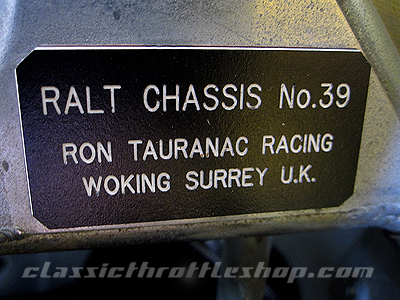 RALT CHASSIS No.39
RON TAURANAC RACING
WOKING SURREY U.K.
classicthrottleshop.com